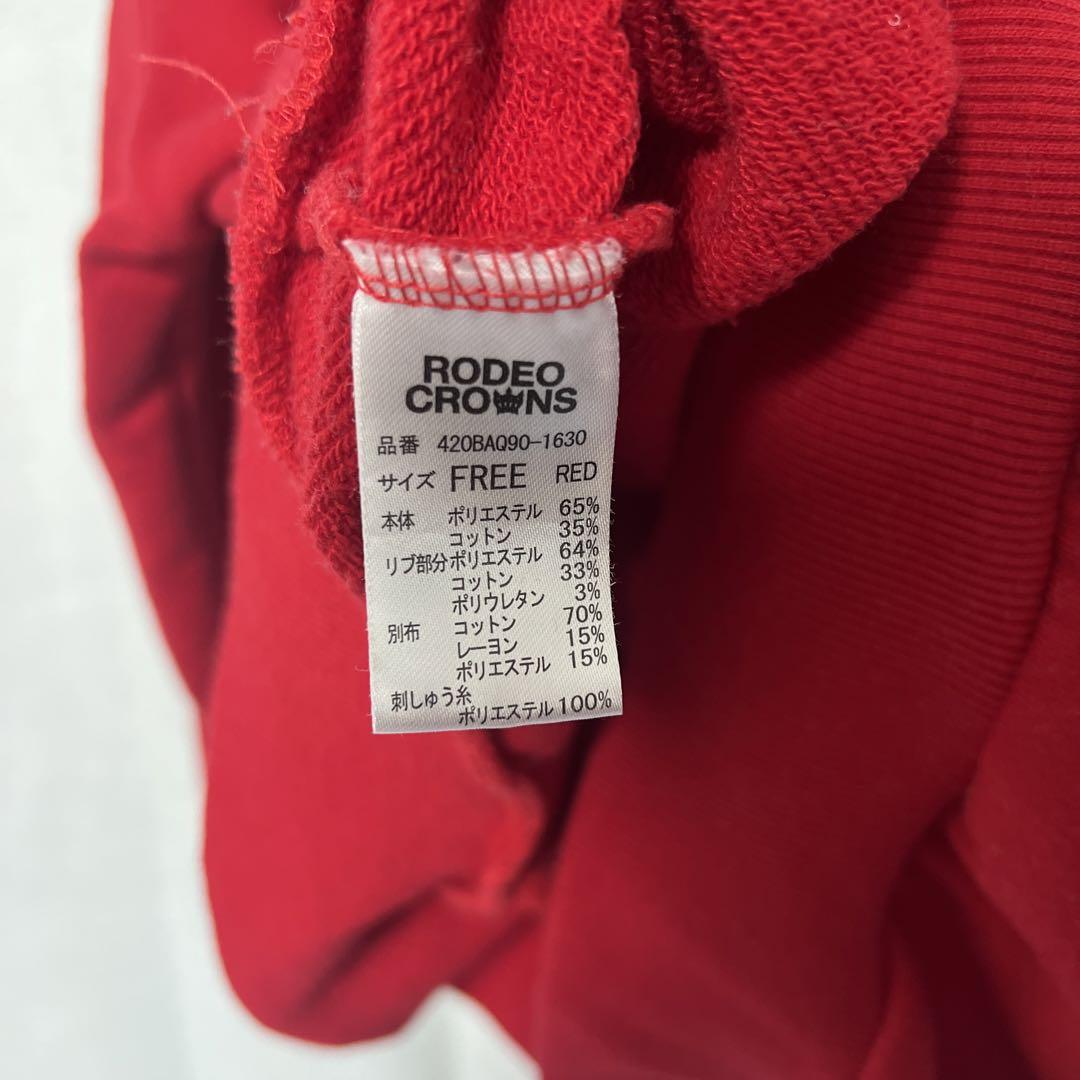 RODEO
CROWNS
品番 420BAQ90-1630
サイズ FREE RED
本体 ポリエステル 65%
コットン 35%
リブ部分ポリエステル 64%
コットン 33%
ポリウレタン 3%
別布 コットン 70%
レーヨン 15%
ポリエステル 15%
刺しゅう糸
ポリエステル 100%